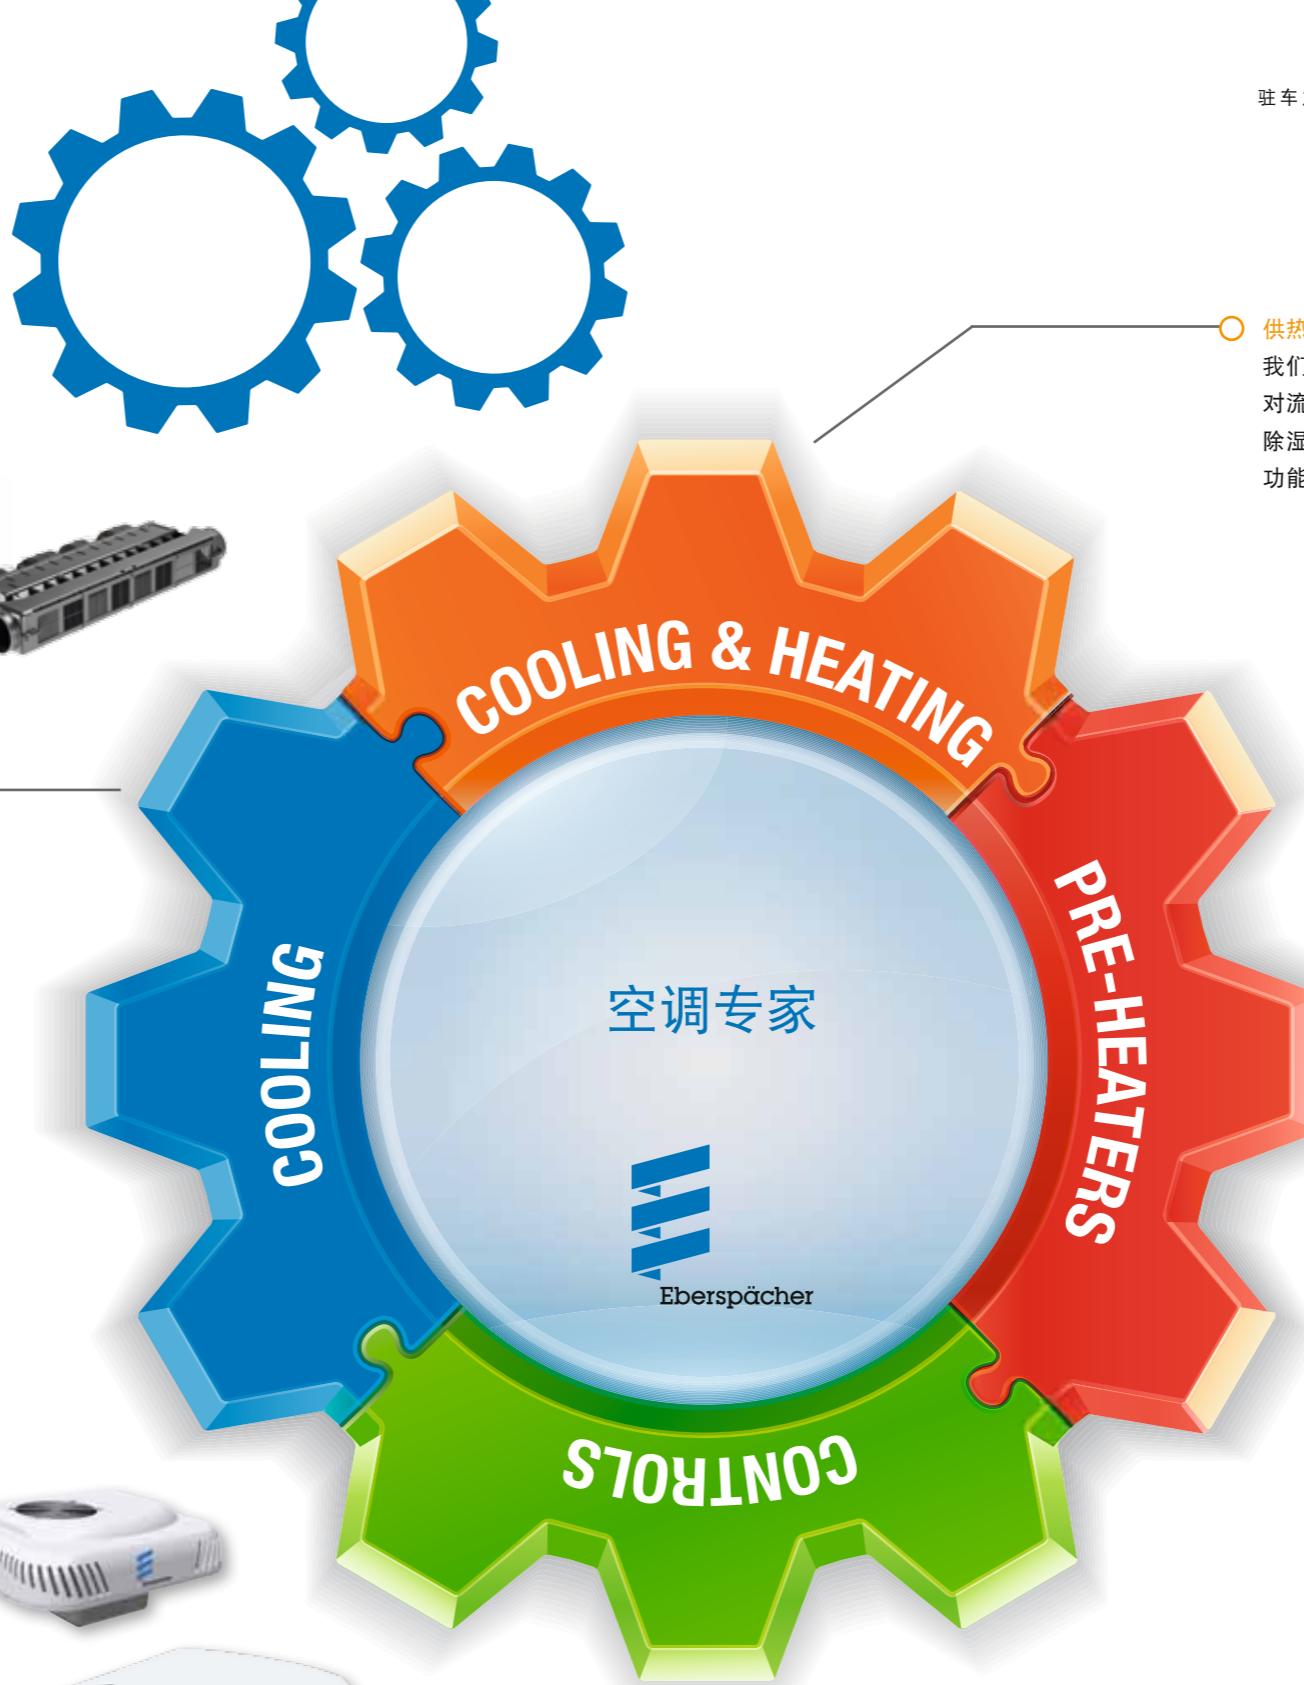 驻车
供热
我们
对流
除湿
功能
COOLING & HEATING
PRE-HEATERS
COOLING
空调专家
Eberspächer
CONTROLS